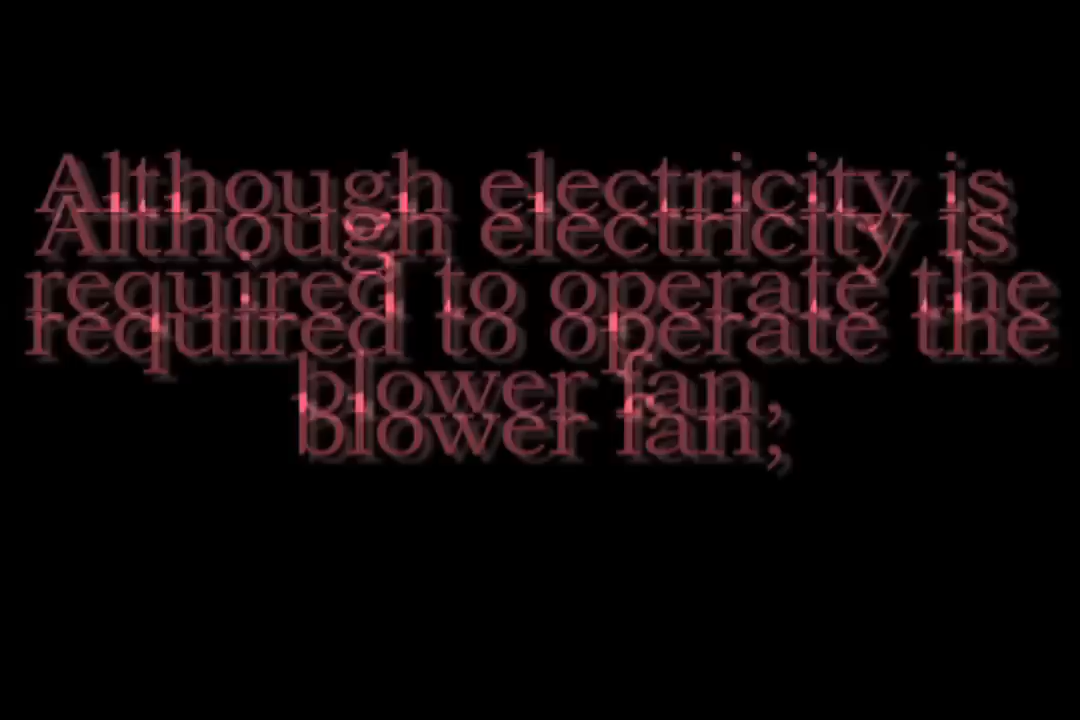 Although electricity is
required to operate the
blower fan,